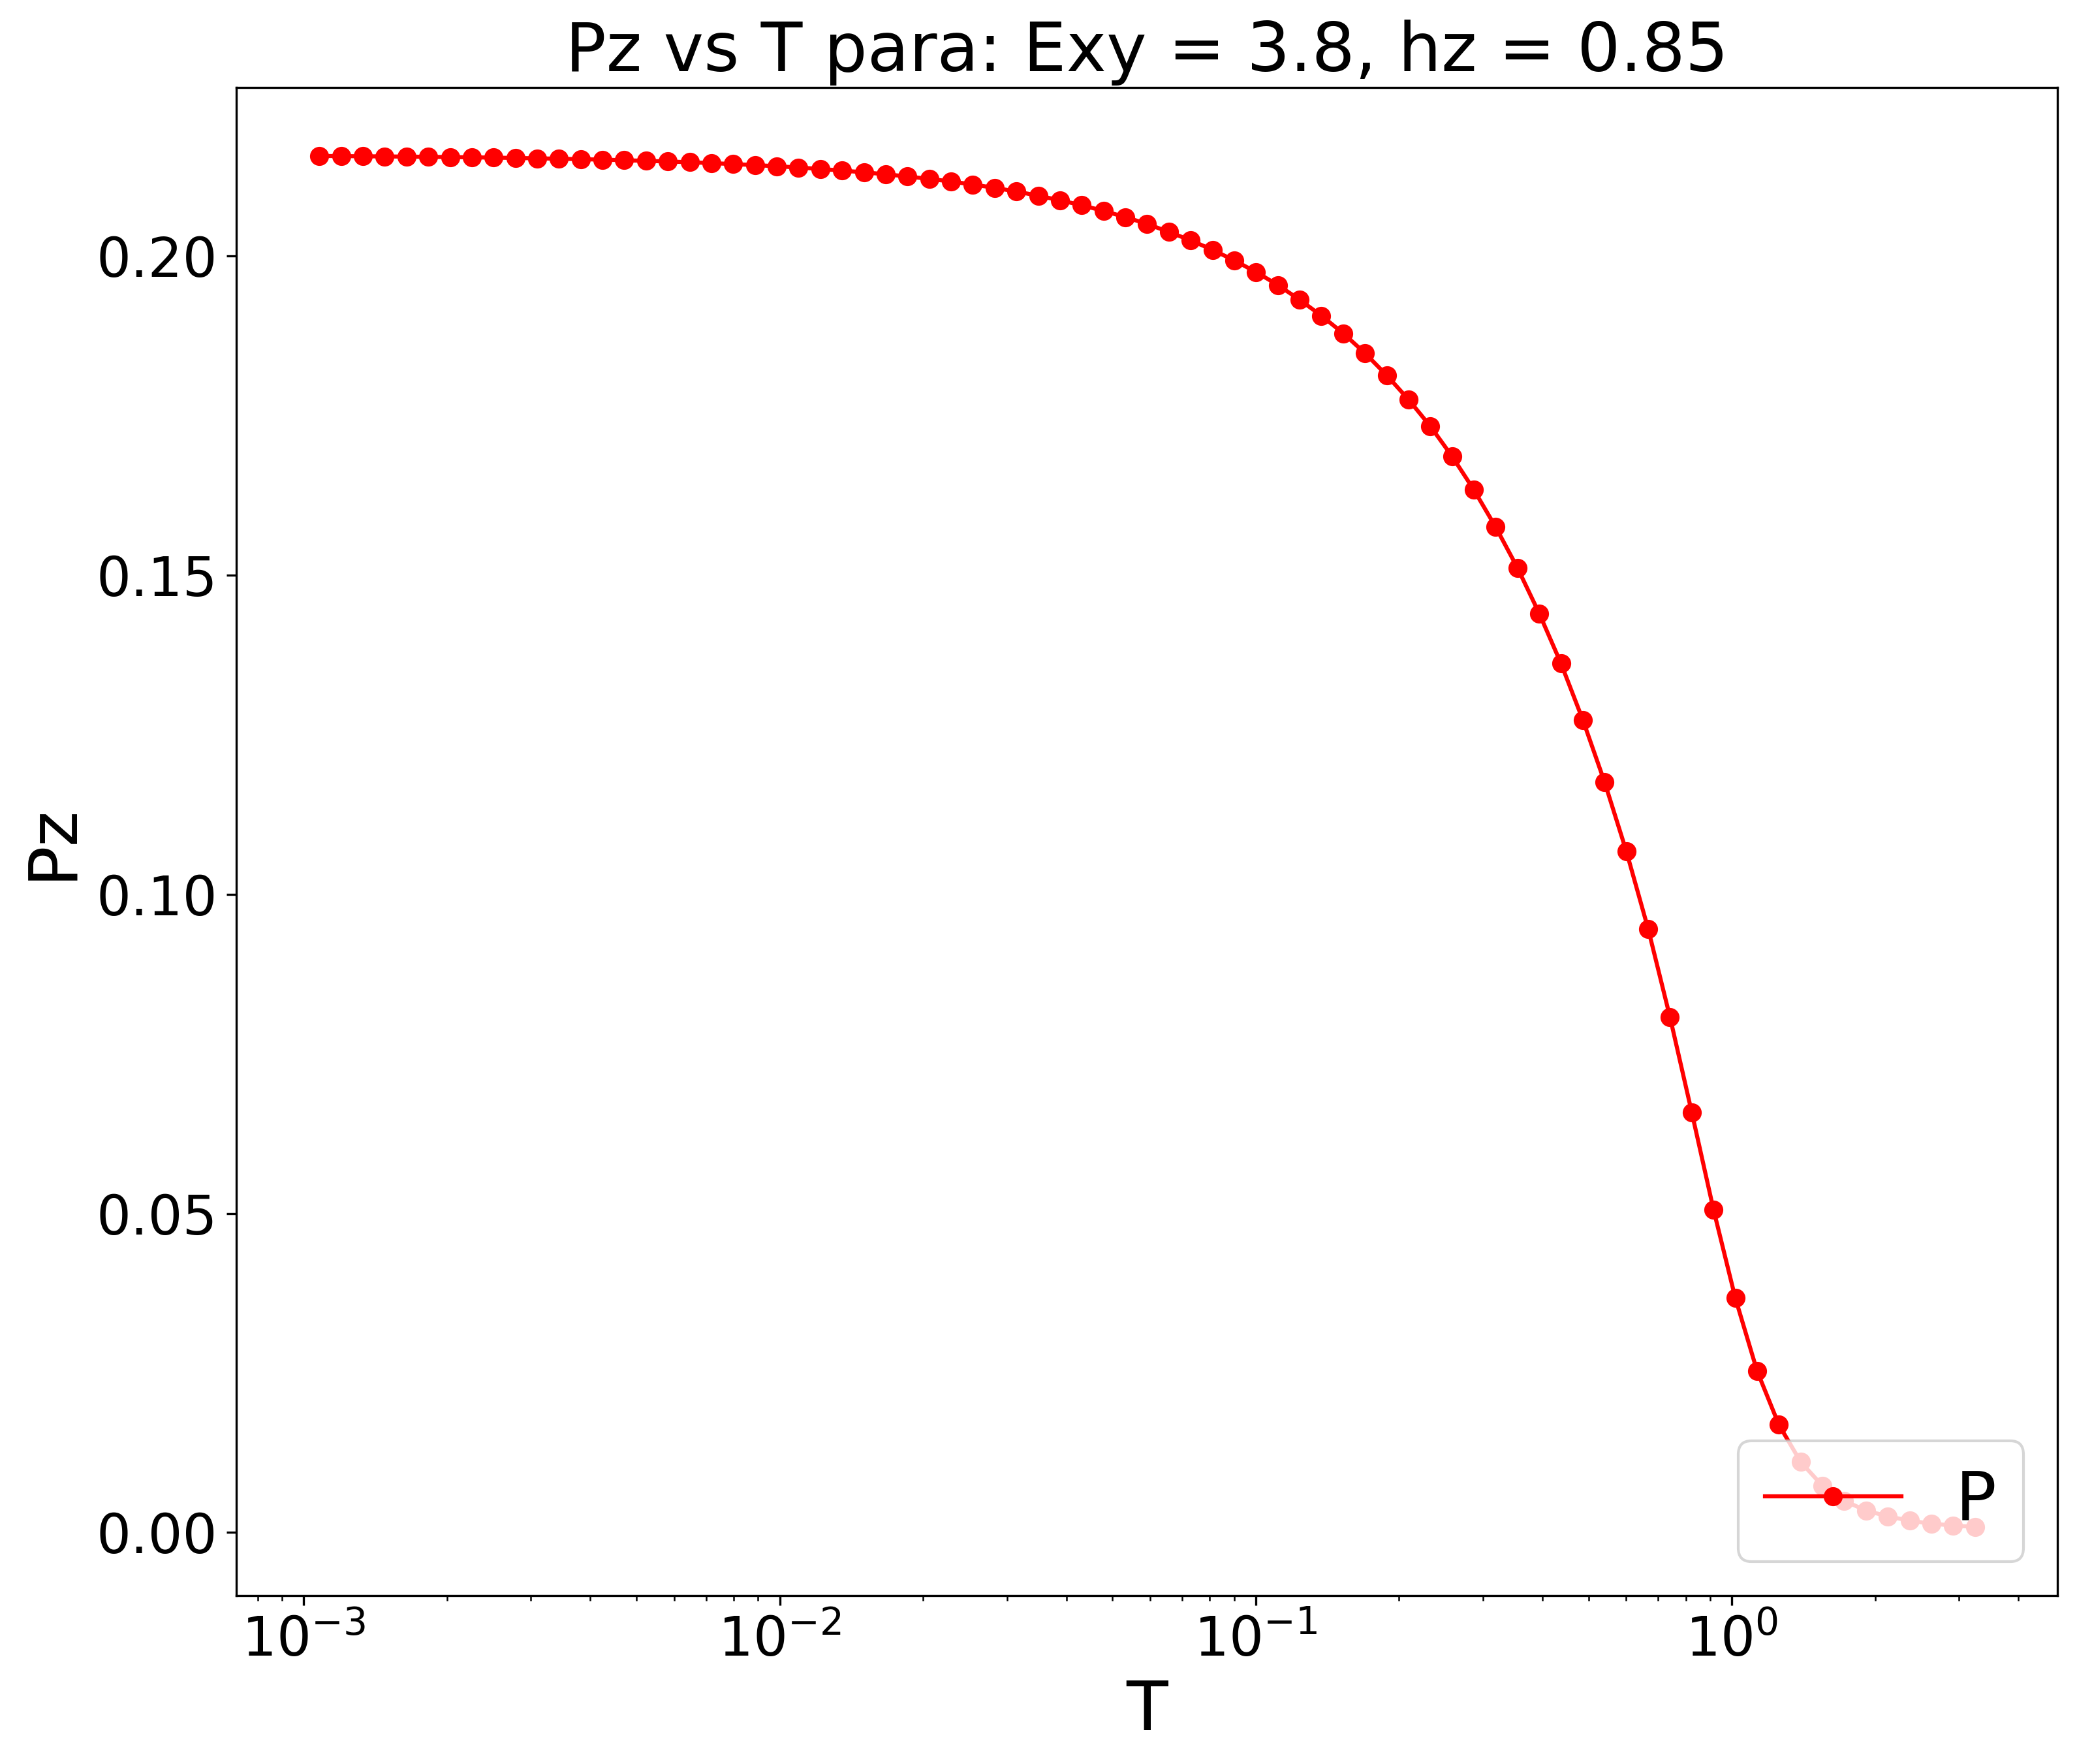 Pz vs T para: Exy = 3.8, hz = 0.85
Pz
0.20
0.15
0.10
0.05
0.00
P
10⁻³ 10⁻² 10⁻¹ 10⁰
T